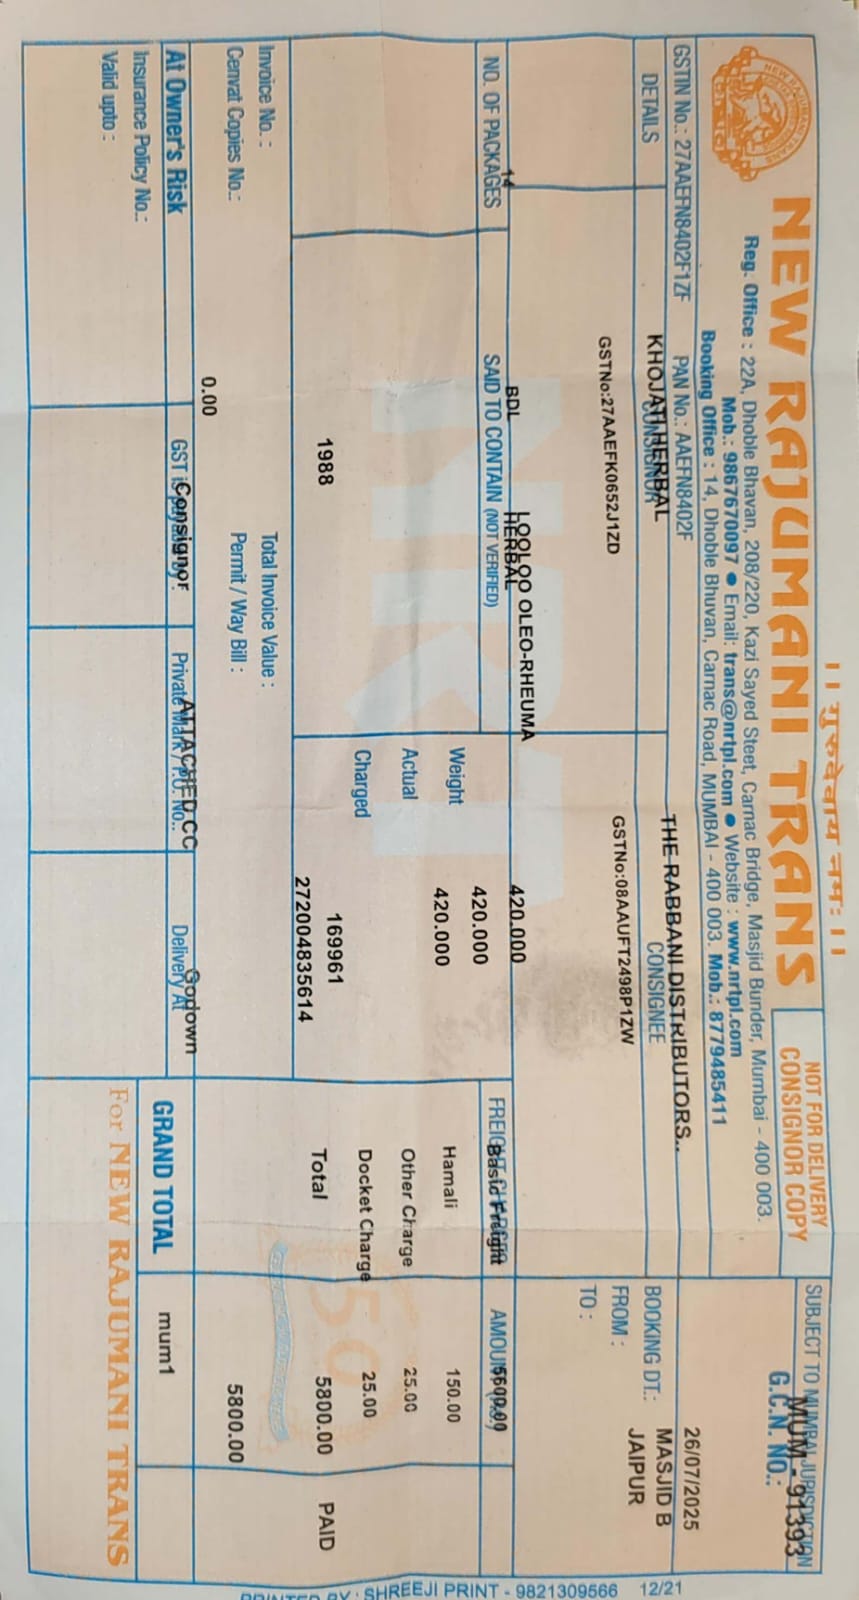 ।। गुरुदेवाय नमः ।।
NEW RAJUMANI TRANS
Reg. Office : 22A, Dhoble Bhavan, 208/220, Kazi Sayed Steet, Carnac Bridge, Masjid Bunder, Mumbai - 400 003.
Mob.: 9867670097 ● Email: trans@nrtpl.com ● Website : www.nrtpl.com
Booking Office : 14, Dhoble Bhuvan, Carnac Road, MUMBAI - 400 003. Mob.: 8779485411
NOT FOR DELIVERY
CONSIGNOR COPY
SUBJECT TO MUMBAI JURISDICTION
MUM - 91393
G.C.N. NO.:
GSTIN No.: 27AAEFN8402F1ZF PAN No.: AAEFN8402F
DETAILS
KHOJATI HERBAL
CONSIGNOR
GSTNo:27AAEFK0652J1ZD
THE RABBANI DISTRIBUTORS..
CONSIGNEE
GSTNo:08AAUFT2498P1ZW
26/07/2025
BOOKING DT.:
MASJID B
FROM :
JAIPUR
TO :
NO. OF PACKAGES
SAID TO CONTAIN (NOT VERIFIED)
14
BDL
LOOLOO OLEO-RHEUMA
HERBAL
420.000
420.000
Weight
420.000
Actual
Charged
FREIGHT
AMOUNT
Basic Freight 5600.00
Hamali 150.00
Other Charge 25.00
Docket Charge 25.00
Total 5800.00 PAID
1988
169961
272004835614
NRT
50
Invoice No. :
Total Invoice Value :
Cenvat Copies No.:
Permit / Way Bill :
0.00
5800.00
At Owner's Risk
GST is payable by :
Consignor
Private Mark / P.O. No.:
ATTACHED CC
Delivery At
Godown
GRAND TOTAL
mum1
Insurance Policy No.:
Valid upto :
For NEW RAJUMANI TRANS
PRINTED BY : SHREEJI PRINT - 9821309566 12/21